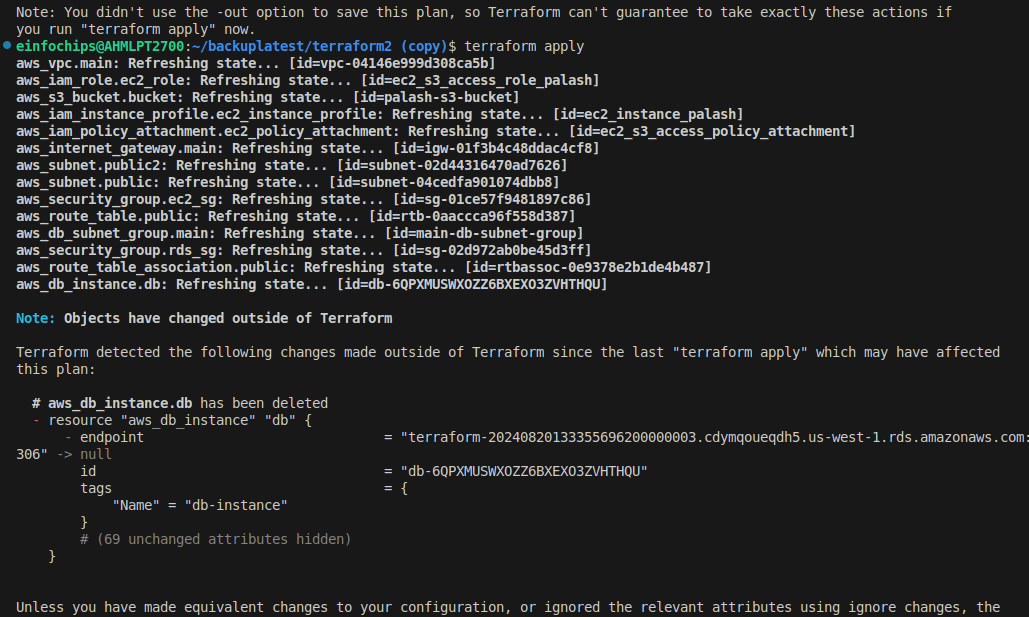 Note: You didn't use the -out option to save this plan, so Terraform can't guarantee to take exactly these actions if
you run "terraform apply" now.
einfochips@AHMLPT2700:~/backuplatest/terraform2 (copy)$ terraform apply
aws_vpc.main: Refreshing state... [id=vpc-04146e999d308ca5b]
aws_iam_role.ec2_role: Refreshing state... [id=ec2_s3_access_role_palash]
aws_s3_bucket.bucket: Refreshing state... [id=palash-s3-bucket]
aws_iam_instance_profile.ec2_instance_profile: Refreshing state... [id=ec2_instance_palash]
aws_iam_policy_attachment.ec2_policy_attachment: Refreshing state... [id=ec2_s3_access_policy_attachment]
aws_internet_gateway.main: Refreshing state... [id=igw-01f3b4c48ddac4cf8]
aws_subnet.public2: Refreshing state... [id=subnet-02d44316470ad7626]
aws_subnet.public: Refreshing state... [id=subnet-04cedfa901074dbb8]
aws_security_group.ec2_sg: Refreshing state... [id=sg-01ce57f9481897c86]
aws_route_table.public: Refreshing state... [id=rtb-0aaccca96f558d387]
aws_db_subnet_group.main: Refreshing state... [id=main-db-subnet-group]
aws_security_group.rds_sg: Refreshing state... [id=sg-02d972ab0be45d3ff]
aws_route_table_association.public: Refreshing state... [id=rtbassoc-0e9378e2b1de4b487]
aws_db_instance.db: Refreshing state... [id=db-6QPXMUSWXOZZ6BXEXO3ZVHTHQU]
Note: Objects have changed outside of Terraform
Terraform detected the following changes made outside of Terraform since the last "terraform apply" which may have affected
this plan:
# aws_db_instance.db has been deleted
- resource "aws_db_instance" "db" {
- endpoint = "terraform-20240820133355696200000003.cdymqoueqdh5.us-west-1.rds.amazonaws.com:
306" -> null
id = "db-6QPXMUSWXOZZ6BXEXO3ZVHTHQU"
tags = {
"Name" = "db-instance"
}
# (69 unchanged attributes hidden)
}
Unless you have made equivalent changes to your configuration, or ignored the relevant attributes using ignore_changes, the